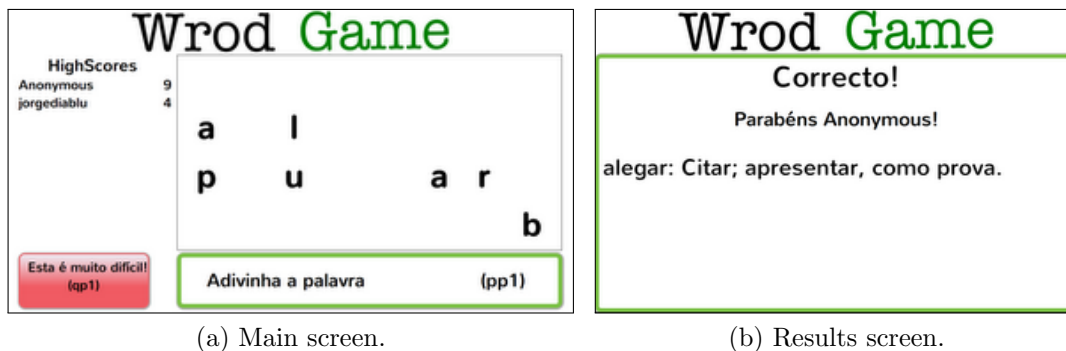 Wrod Game
HighScores
Anonymous 9
jorgediablu 4
a l
p u a r
b
Esta é muito difícil!
(qp1)
Adivinha a palavra (pp1)
(a) Main screen.
Wrod Game
Correcto!
Parabéns Anonymous!
alegar: Citar; apresentar, como prova.
(b) Results screen.